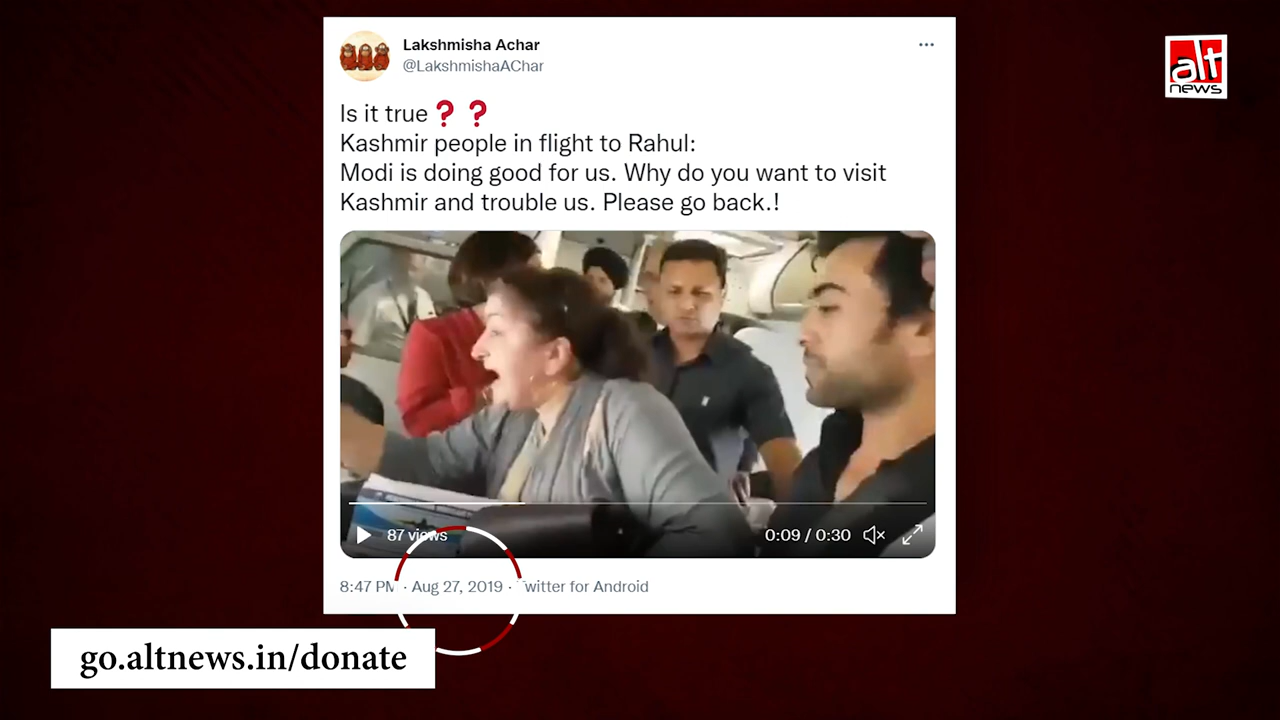 Lakshmisha Achar
@LakshmishaAChar
Is it true❓❓
Kashmir people in flight to Rahul:
Modi is doing good for us. Why do you want to visit
Kashmir and trouble us. Please go back.!
87 views
0:09 / 0:30
8:47 PM · Aug 27, 2019 · Twitter for Android
go.altnews.in/donate
alt
news